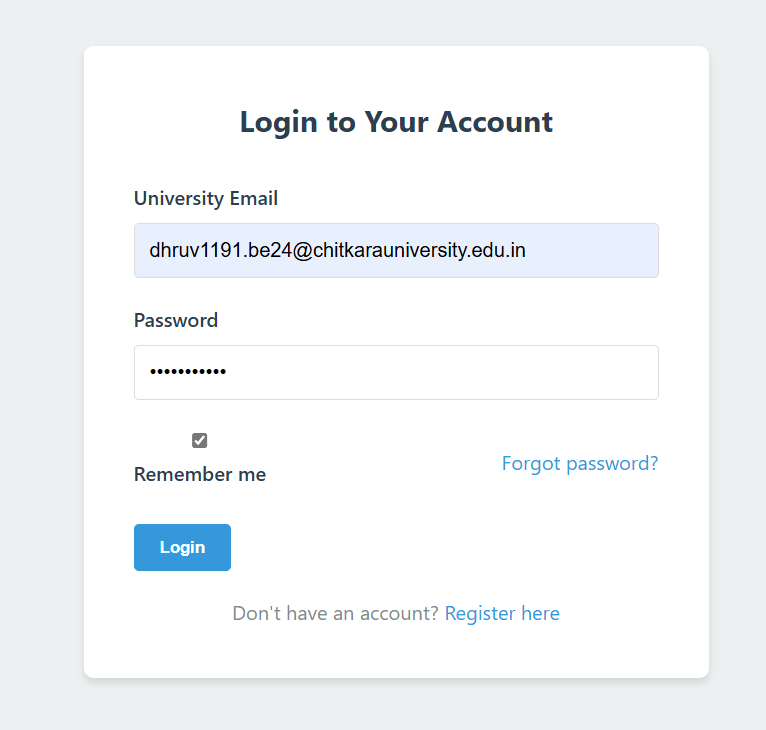 Login to Your Account
University Email
dhruv1191.be24@chitkarauniversity.edu.in
Password
•••••••••••
Remember me
Forgot password?
Login
Don't have an account? Register here